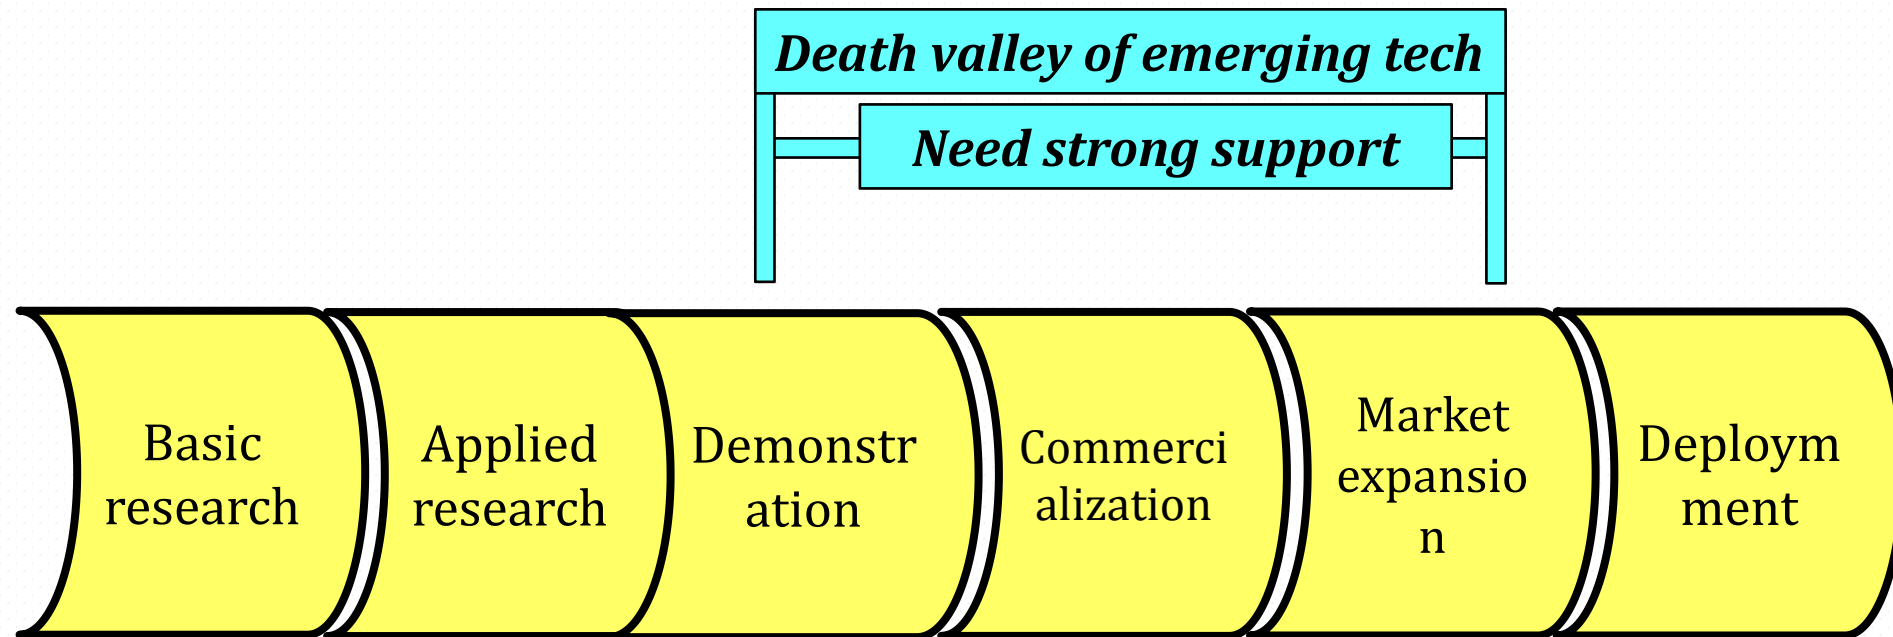 Death valley of emerging tech
Need strong support
Basic
research
Applied
research
Demonstr
ation
Commerci
alization
Market
expansio
n
Deploym
ment